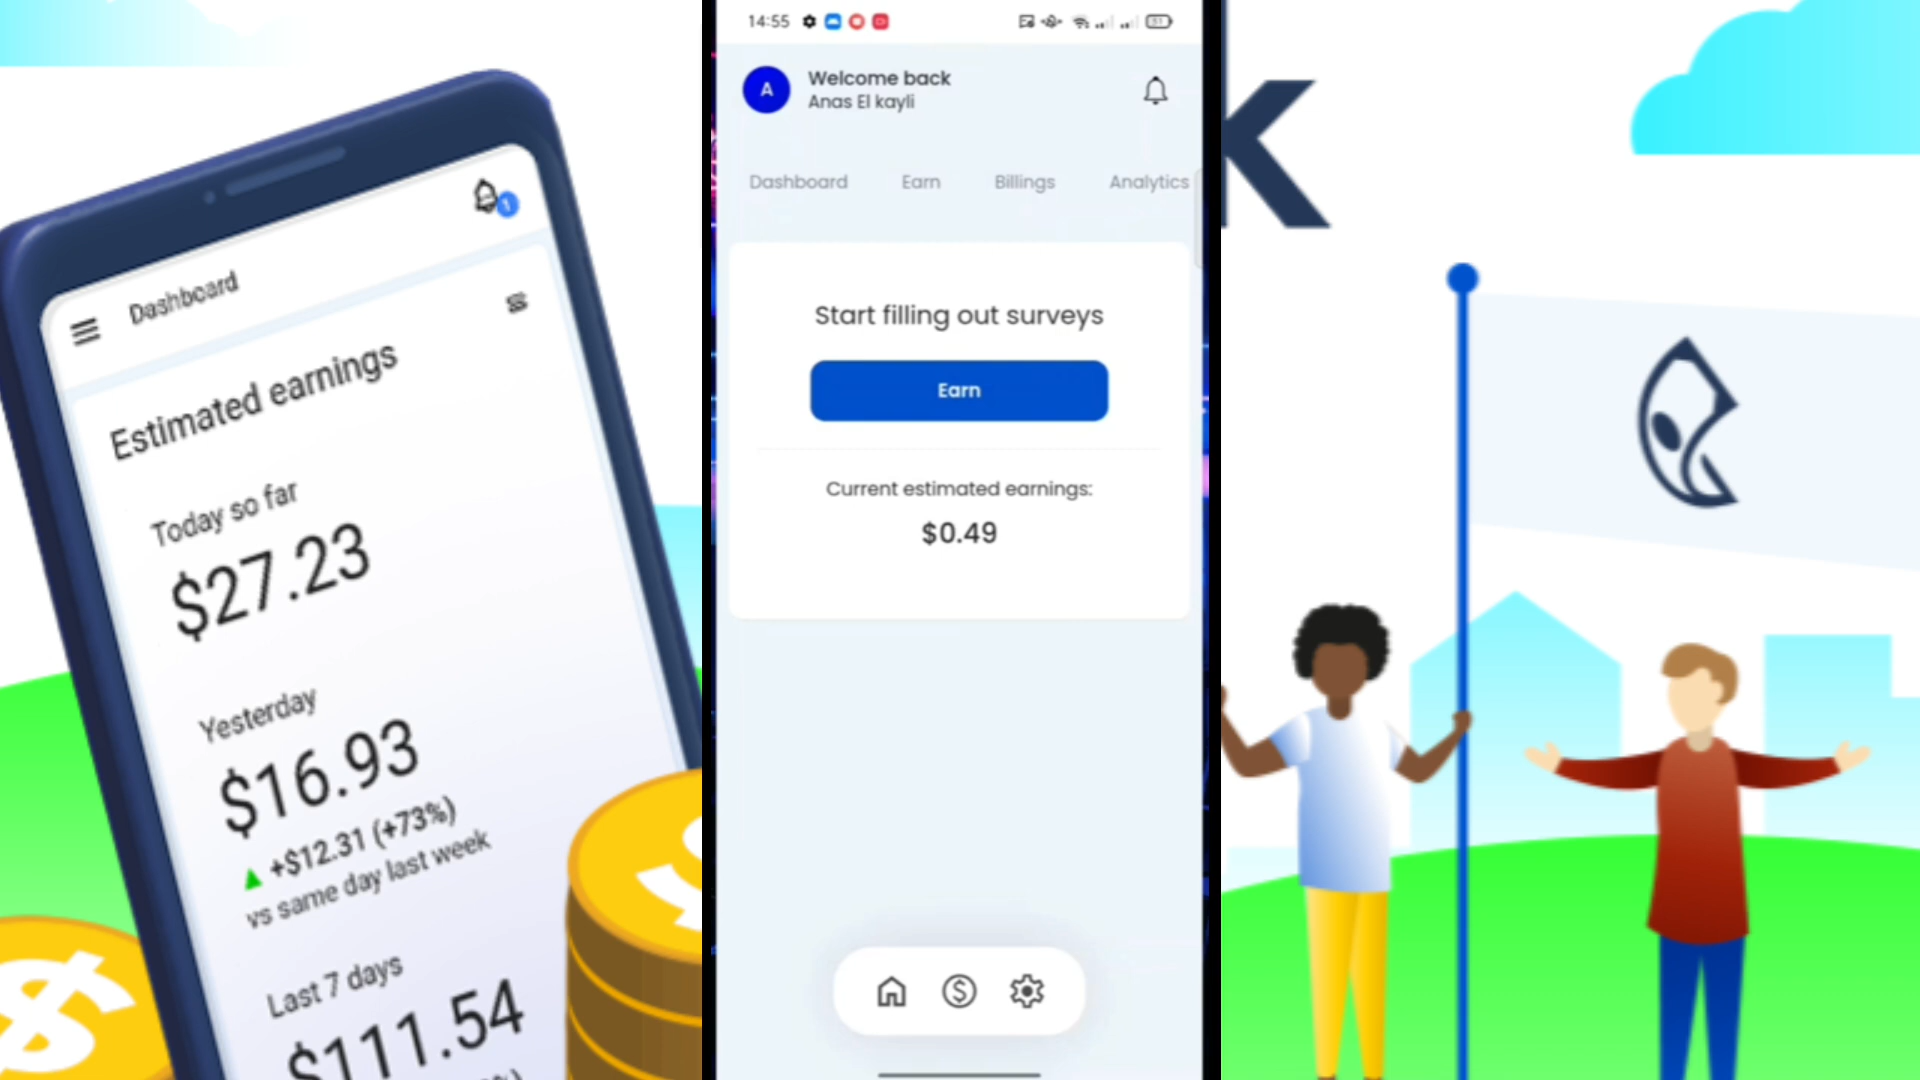 Dashboard
1
Estimated earnings
Today so far
$27.23
Yesterday
$16.93
+$12.31 (+73%)
vs same day last week
Last 7 days
$111.54
14:55
51
A
Welcome back
Anas El kayli
Dashboard Earn Billings Analytics
Start filling out surveys
Earn
Current estimated earnings:
$0.49
k